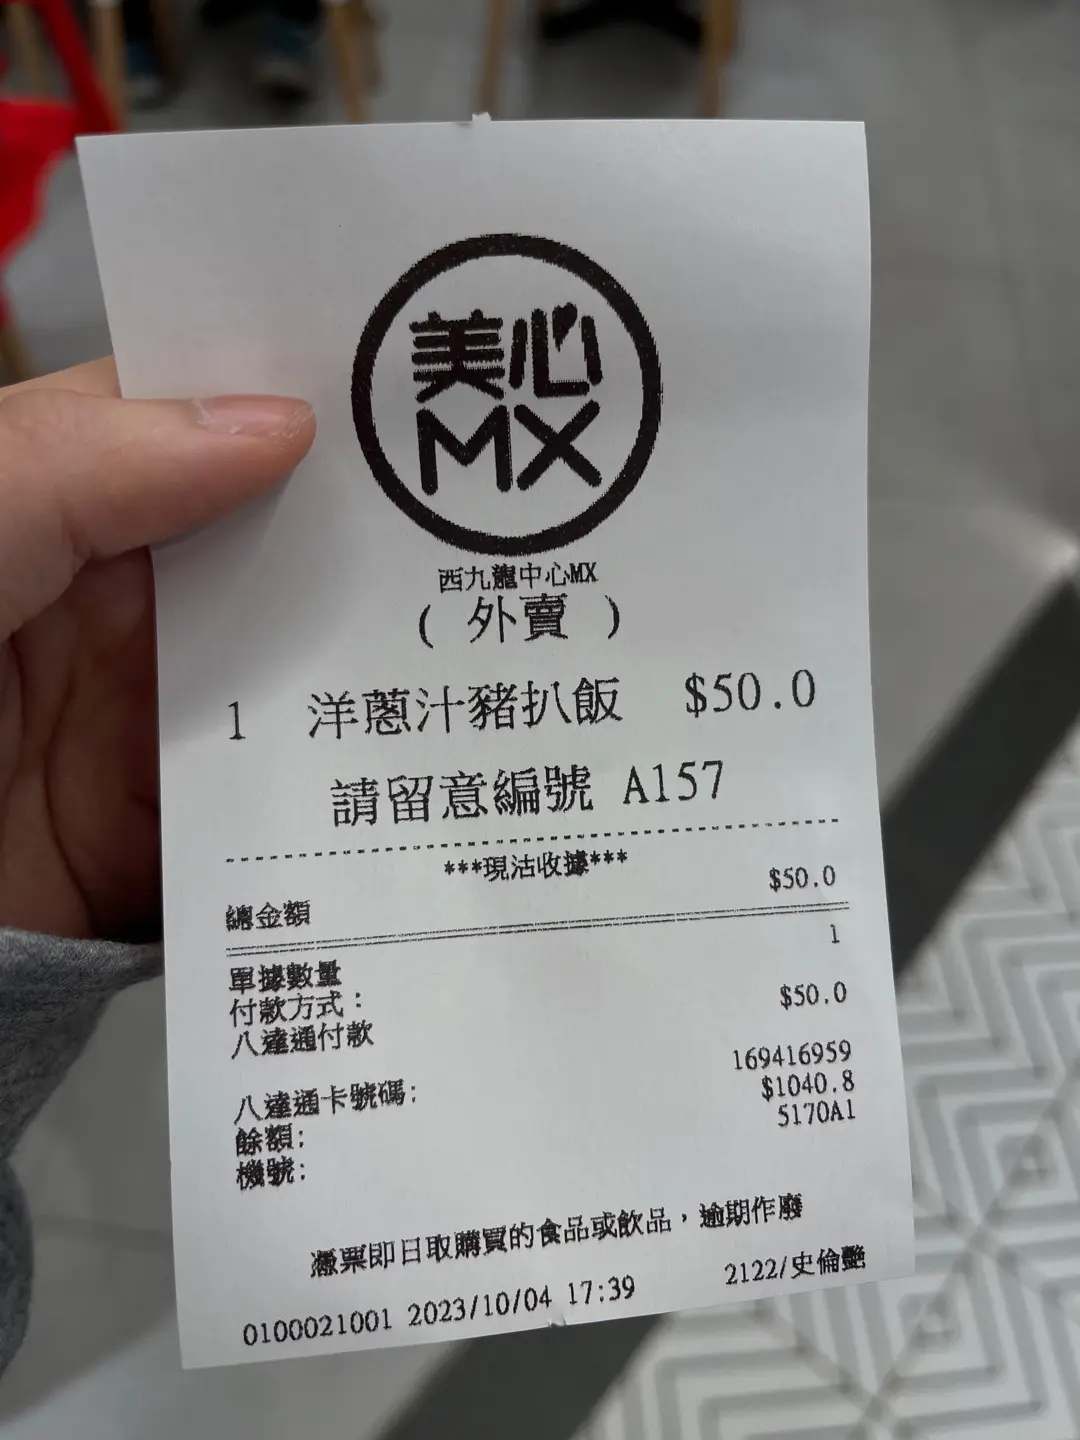 美心
MX
西九龍中心MX
( 外賣 )
1 洋蔥汁豬扒飯 $50.0
請留意編號 A157
***現沽收據***
總金額 $50.0
單據數量 1
付款方式：
八達通付款 $50.0
八達通卡號碼: 169416959
餘額: $1040.8
機號: 5170A1
憑票即日取購買的食品或飲品，逾期作廢
0100021001 2023/10/04 17:39 2122/史倫艷